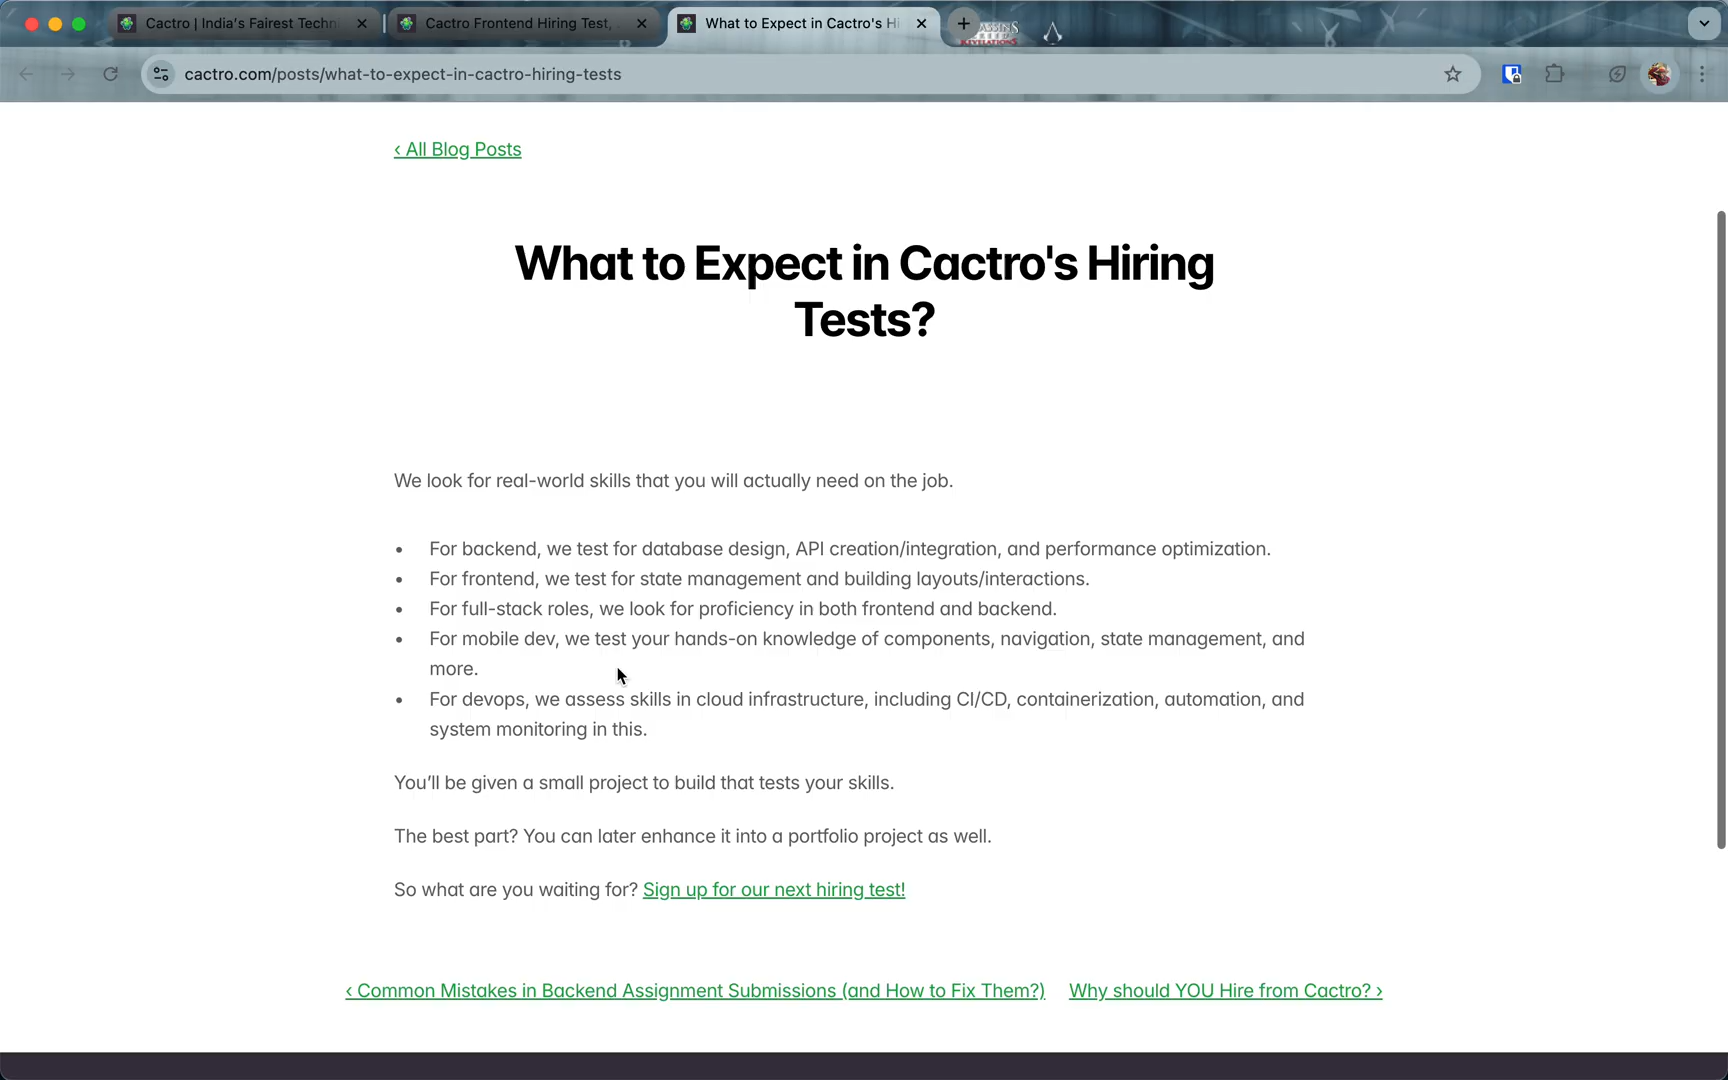 Cactro | India's Fairest Techn
Cactro Frontend Hiring Test,
What to Expect in Cactro's Hi
cactro.com/posts/what-to-expect-in-cactro-hiring-tests
‹ All Blog Posts
What to Expect in Cactro's Hiring
Tests?
We look for real-world skills that you will actually need on the job.
• For backend, we test for database design, API creation/integration, and performance optimization.
• For frontend, we test for state management and building layouts/interactions.
• For full-stack roles, we look for proficiency in both frontend and backend.
• For mobile dev, we test your hands-on knowledge of components, navigation, state management, and
more.
• For devops, we assess skills in cloud infrastructure, including CI/CD, containerization, automation, and
system monitoring in this.
You'll be given a small project to build that tests your skills.
The best part? You can later enhance it into a portfolio project as well.
So what are you waiting for? Sign up for our next hiring test!
‹ Common Mistakes in Backend Assignment Submissions (and How to Fix Them?) Why should YOU Hire from Cactro? ›